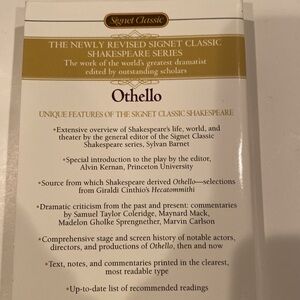 Signet Classic
THE NEWLY REVISED SIGNET CLASSIC
SHAKESPEARE SERIES
The work of the world's greatest dramatist
edited by outstanding scholars
Othello
UNIQUE FEATURES OF THE SIGNET CLASSIC SHAKESPEARE
•Extensive overview of Shakespeare's life, world, and
theater by the general editor of the Signet Classic
Shakespeare series, Sylvan Barnet
•Special introduction to the play by the editor,
Alvin Kernan, Princeton University
•Source from which Shakespeare derived Othello—selections
from Giraldi Cinthio's Hecatommithi
•Dramatic criticism from the past and present: commentaries
by Samuel Taylor Coleridge, Maynard Mack,
Madelon Gholke Sprengnether, Marvin Carlson
•Comprehensive stage and screen history of notable actors,
directors, and productions of Othello, then and now
•Text, notes, and commentaries printed in the clearest,
most readable type
•Up-to-date list of recommended readings